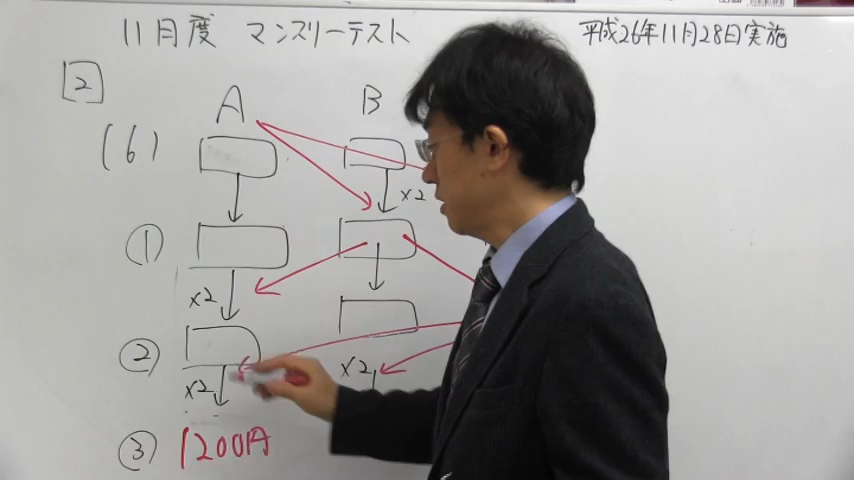 11月度 マンスリーテスト 平成26年11月28日実施
2
A B
(6)
×2
①
×2
② ×2
×2
③ 1200円